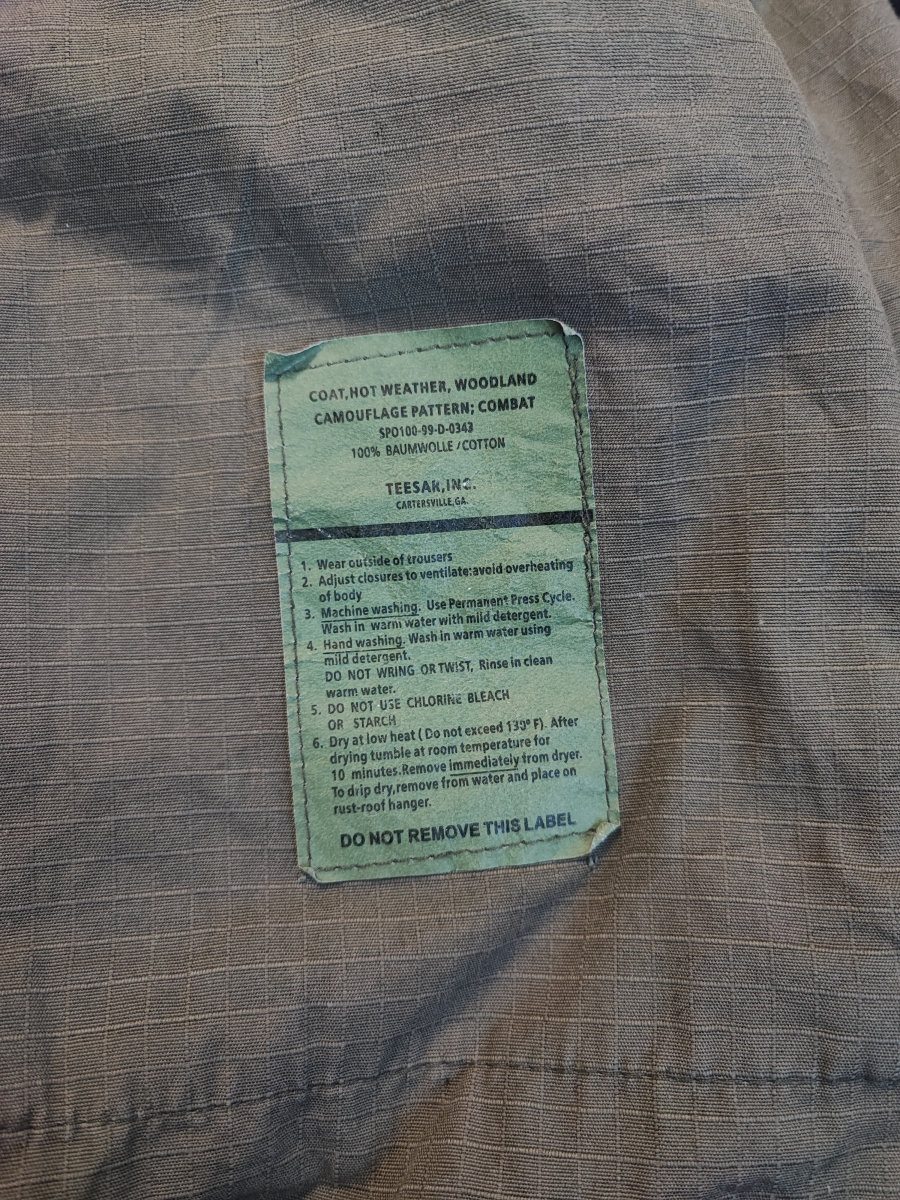 COAT,HOT WEATHER, WOODLAND
CAMOUFLAGE PATTERN; COMBAT
SPO100-99-D-0343
100% BAUMWOLLE /COTTON
TEESAR,INC.
CARTERSVILLE,GA.
1. Wear outside of trousers
2. Adjust closures to ventilate:avoid overheating
of body
3. Machine washing. Use Permanent Press Cycle.
Wash in warm water with mild detergent.
4. Hand washing. Wash in warm water using
mild detergent.
DO NOT WRING OR TWIST, Rinse in clean
warm water.
5. DO NOT USE CHLORINE BLEACH
OR STARCH
6. Dry at low heat ( Do not exceed 130° F). After
drying tumble at room temperature for
10 minutes.Remove immediately from dryer.
To drip dry,remove from water and place on
rust-roof hanger.
DO NOT REMOVE THIS LABEL